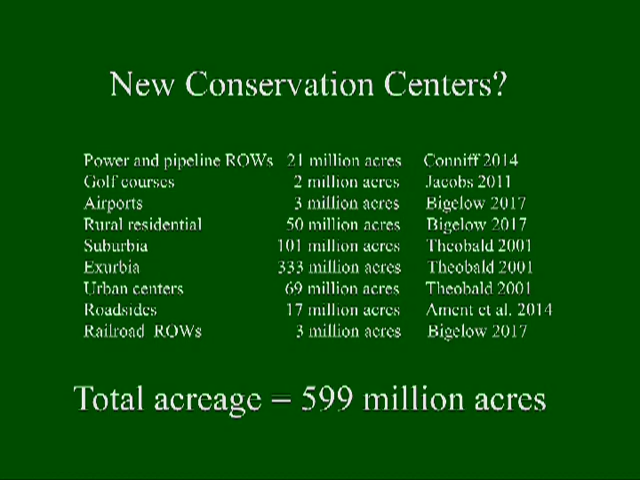 New Conservation Centers?
Power and pipeline ROWs 21 million acres Conniff 2014
Golf courses 2 million acres Jacobs 2011
Airports 3 million acres Bigelow 2017
Rural residential 50 million acres Bigelow 2017
Suburbia 101 million acres Theobald 2001
Exurbia 333 million acres Theobald 2001
Urban centers 69 million acres Theobald 2001
Roadsides 17 million acres Ament et al. 2014
Railroad ROWs 3 million acres Bigelow 2017
Total acreage = 599 million acres